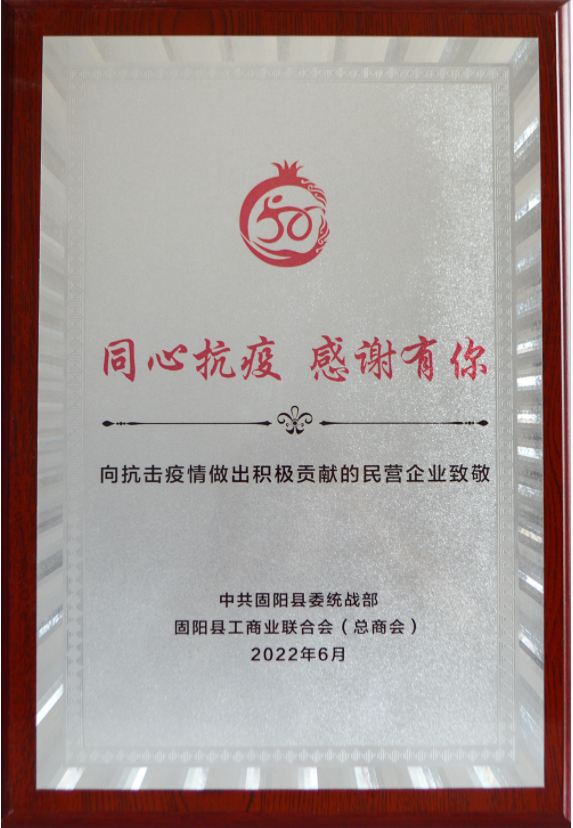 同心抗疫 感谢有你
向抗击疫情做出积极贡献的民营企业致敬
中共固阳县委统战部
固阳县工商业联合会（总商会）
2022年6月